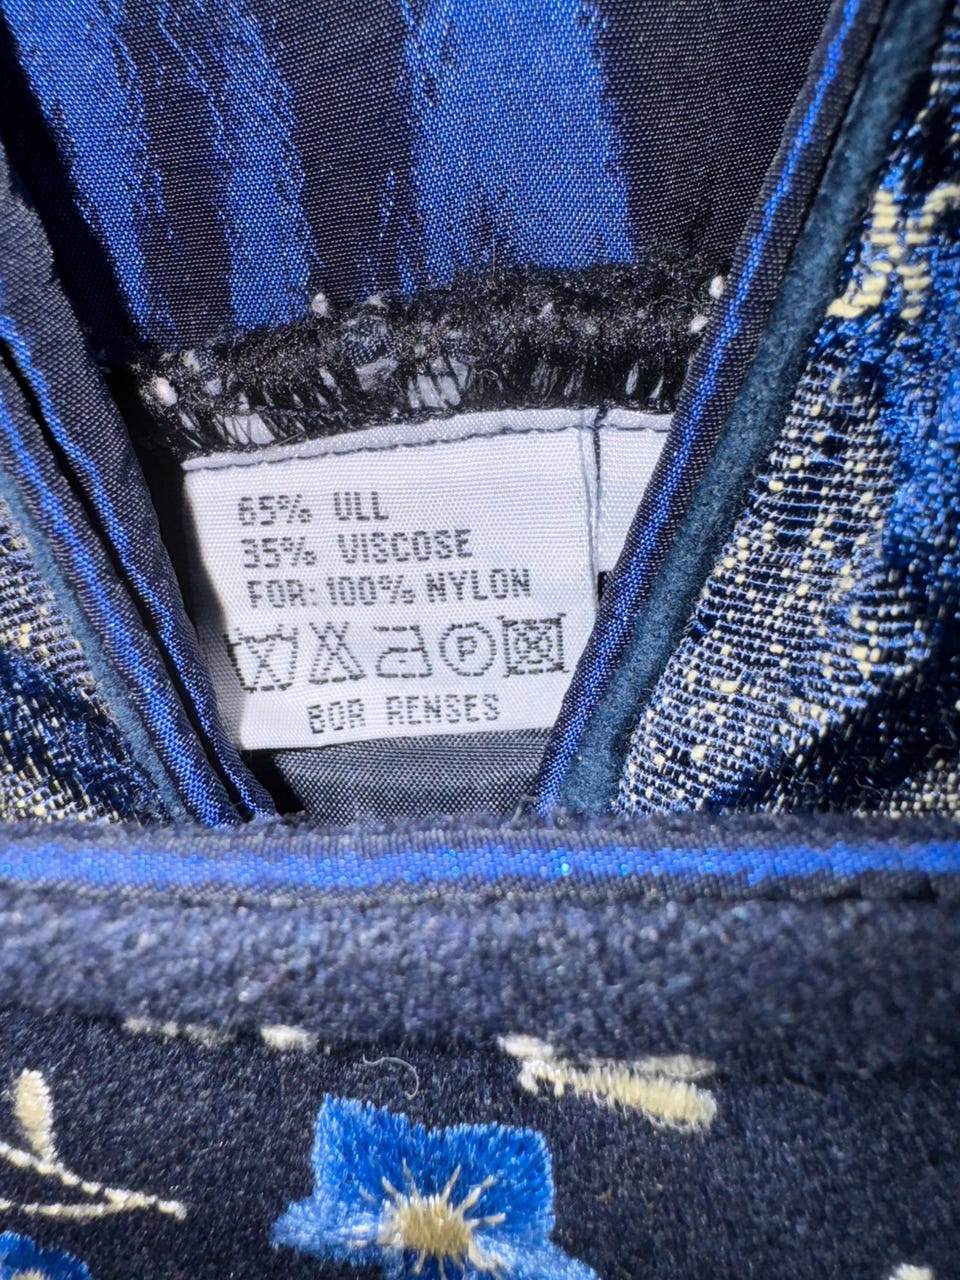 65% ULL
35% VISCOSE
FOR: 100% NYLON
P
BØR RENSES